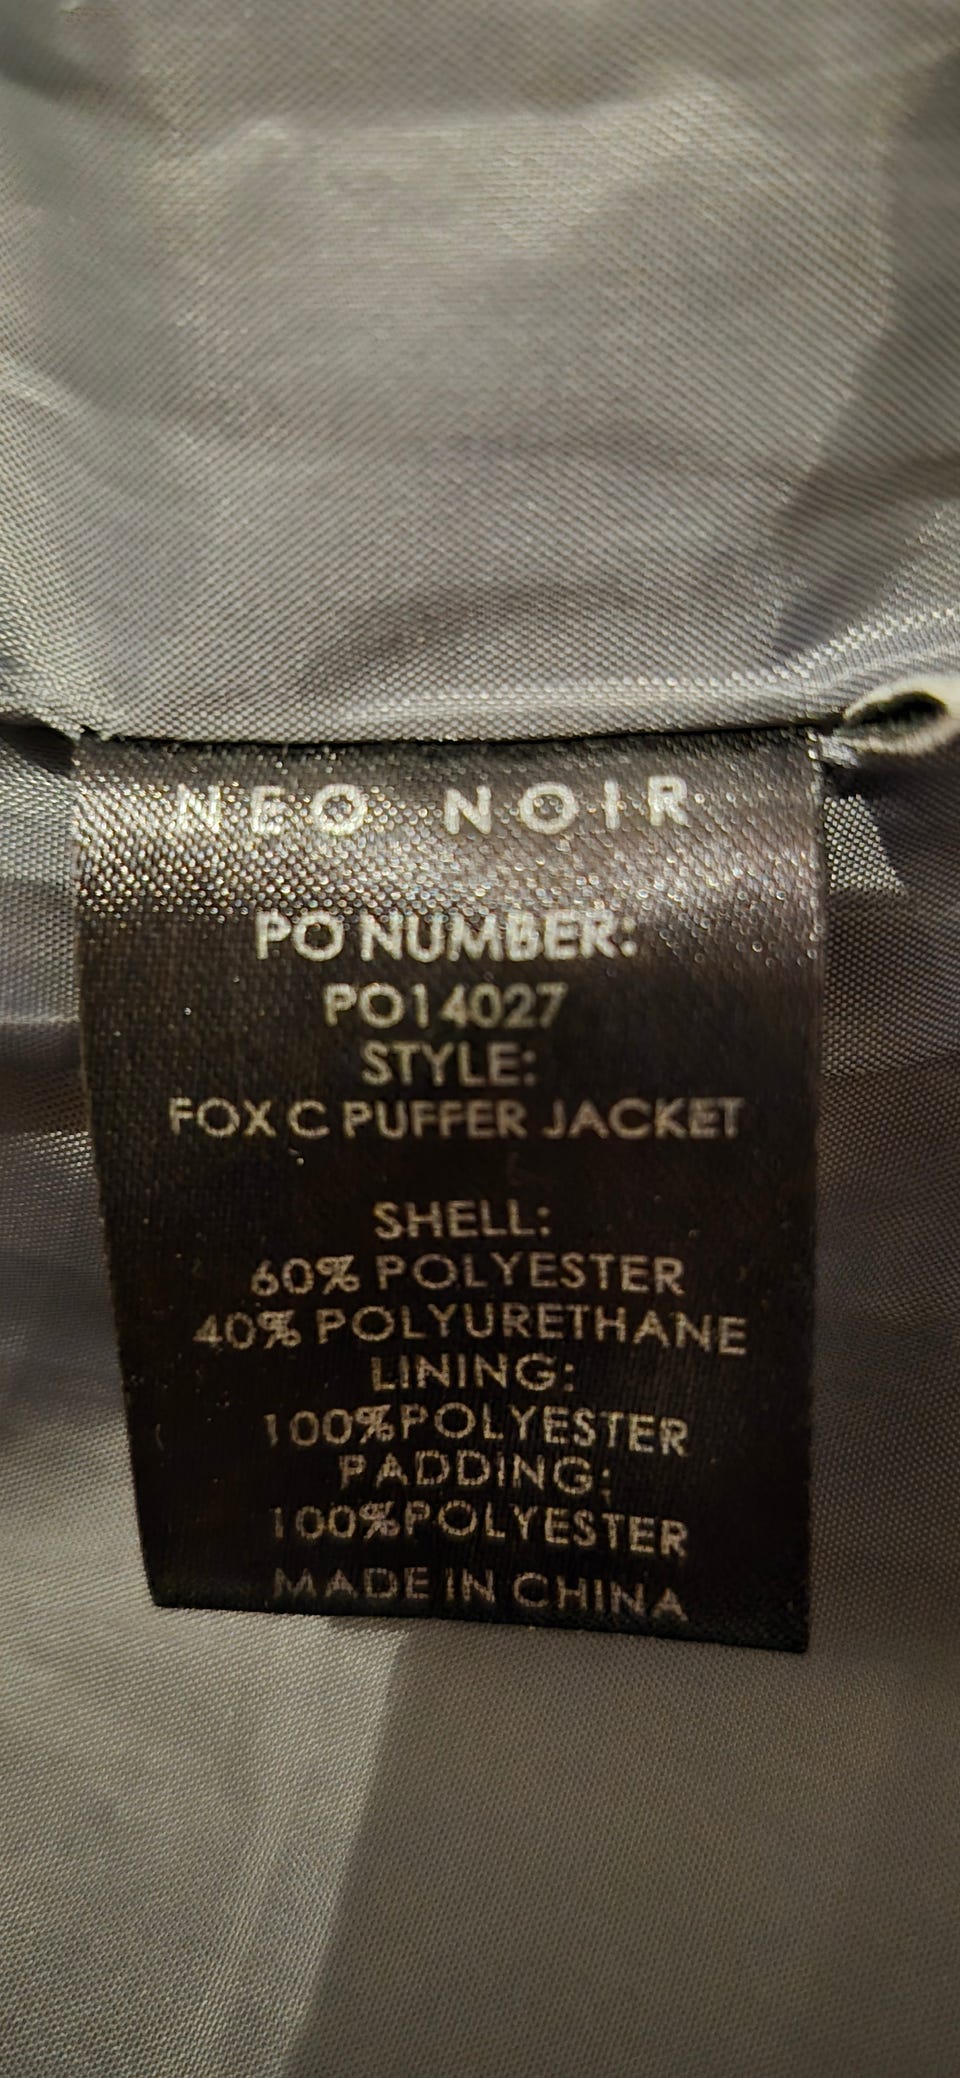 NEO NOIR
PO NUMBER:
PO14027
STYLE:
FOX C PUFFER JACKET
SHELL:
60% POLYESTER
40% POLYURETHANE
LINING:
100%POLYESTER
PADDING:
100%POLYESTER
MADE IN CHINA